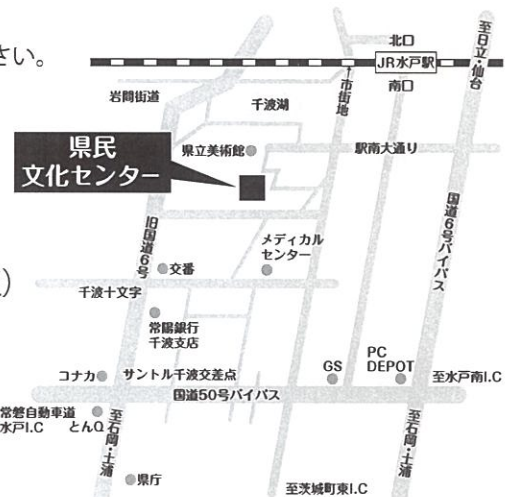 さい。
北口
JR水戸駅
南口
至日立・仙台
岩間街道
千波湖
↑市街地
県立美術館
駅南大通り
県民
文化センター
国道6号バイパス
旧国道6号
メディカル
センター
交番
)
千波十文字
常陽銀行
千波支店
GS
PC
DEPOT
コナカ
サントル千波交差点
至水戸南I.C
国道50号バイパス
常磐自動車道
水戸I.C
とんQ
至石岡・土浦
至石岡・土浦
県庁
至茨城町東I.C